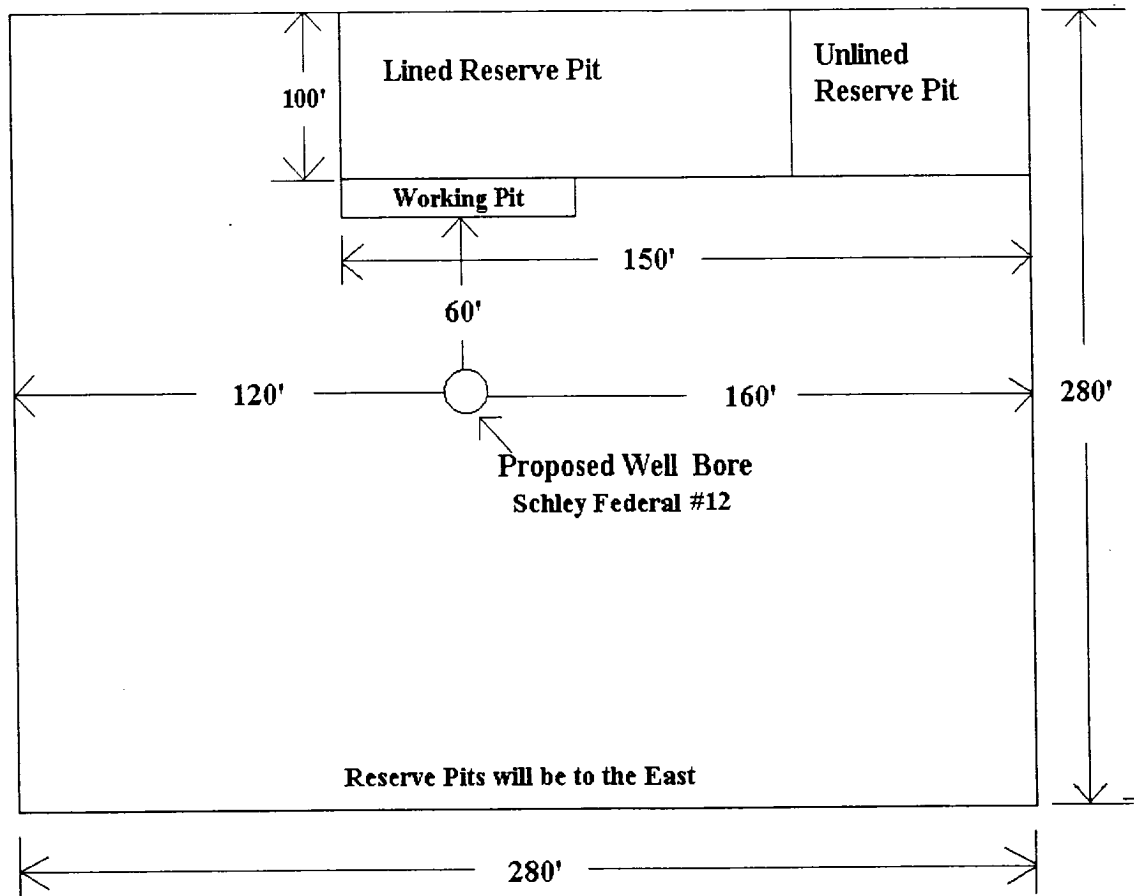 Lined Reserve Pit
Unlined
Reserve Pit
100'
Working Pit
150'
60'
120'
160'
280'
Proposed Well Bore
Schley Federal #12
Reserve Pits will be to the East
280'